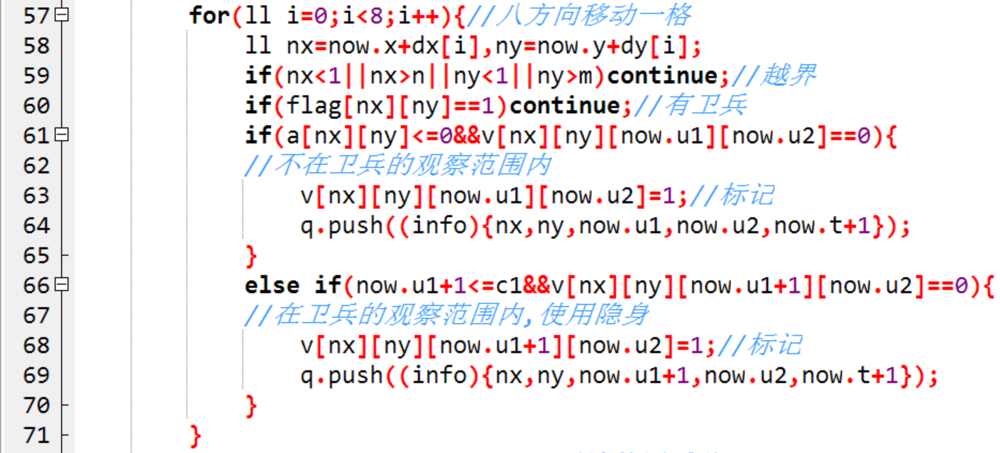 57 for(ll i=0;i<8;i++){//八方向移动一格
58 ll nx=now.x+dx[i],ny=now.y+dy[i];
59 if(nx<1||nx>n||ny<1||ny>m)continue;//越界
60 if(flag[nx][ny]==1)continue;//有卫兵
61 if(a[nx][ny]<=0&&v[nx][ny][now.u1][now.u2]==0){
62 //不在卫兵的观察范围内
63 v[nx][ny][now.u1][now.u2]=1;//标记
64 q.push((info){nx,ny,now.u1,now.u2,now.t+1});
65 }
66 else if(now.u1+1<=c1&&v[nx][ny][now.u1+1][now.u2]==0){
67 //在卫兵的观察范围内,使用隐身
68 v[nx][ny][now.u1+1][now.u2]=1;//标记
69 q.push((info){nx,ny,now.u1+1,now.u2,now.t+1});
70 }
71 }